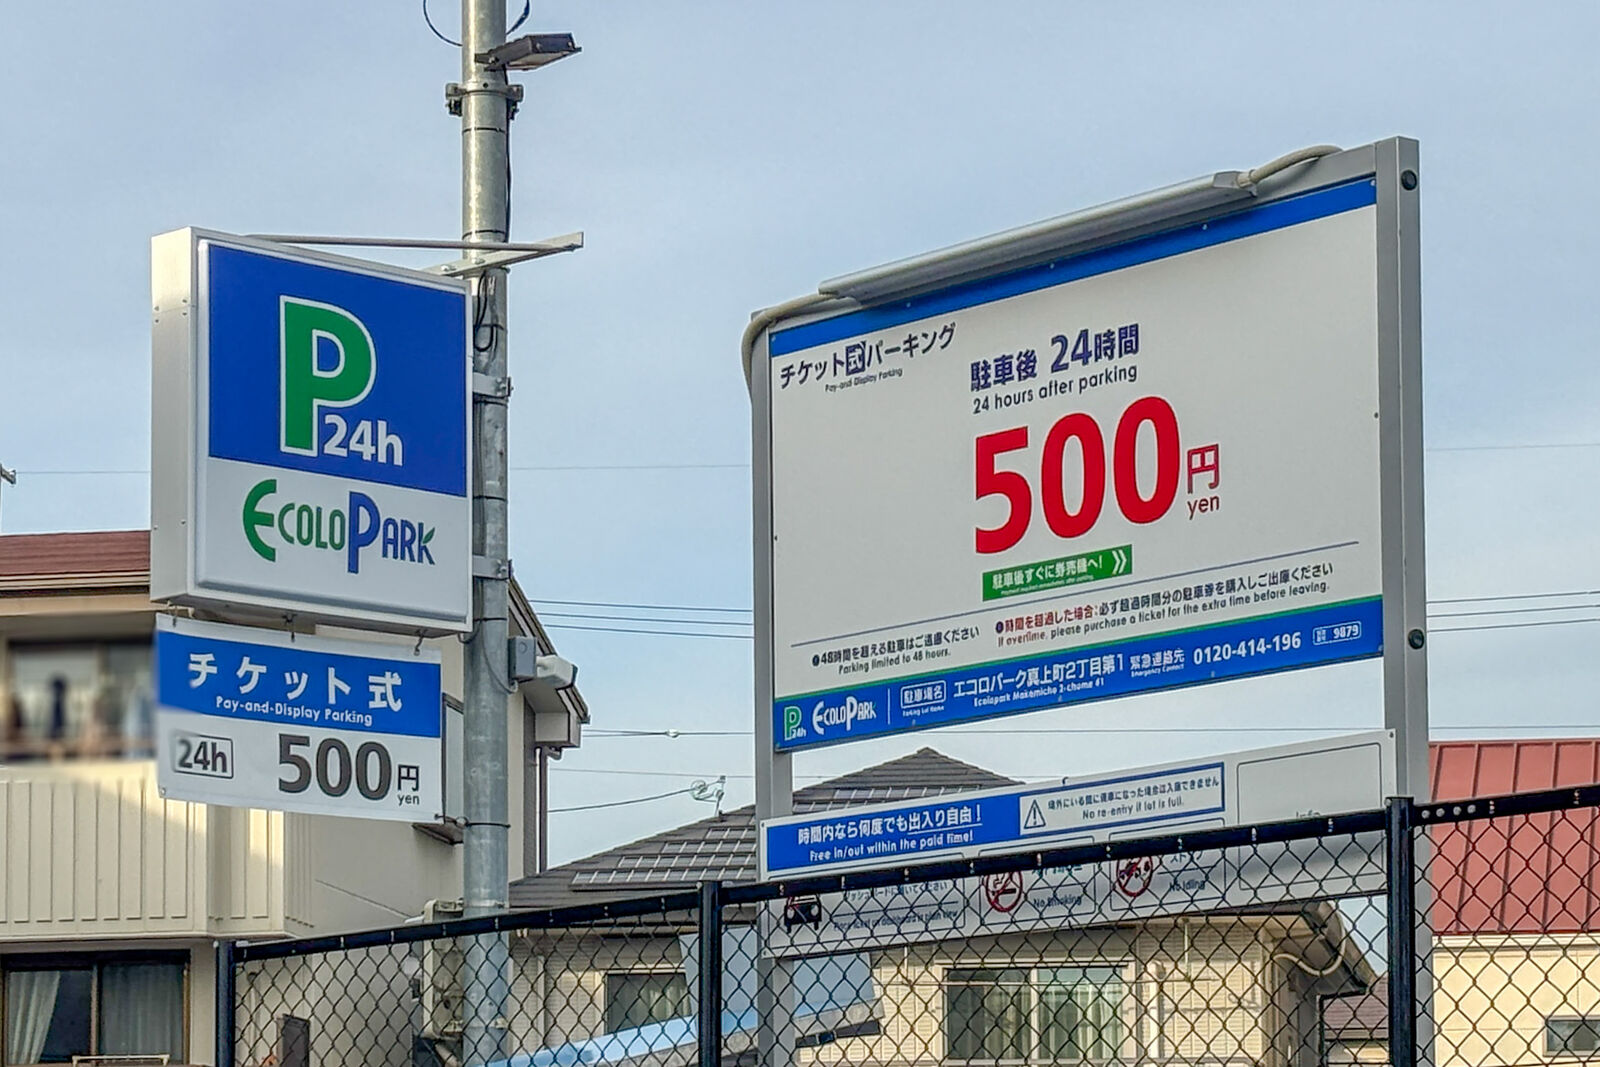 P
24h
ECOLOPARK
チケット式
Pay-and-Display Parking
24h 500円
yen
チケット式パーキング
Pay-and-Display Parking
駐車後 24時間
24 hours after parking
500円
yen
駐車後すぐに券売機へ!
●48時間を超える駐車はご遠慮ください
Parking limited to 48 hours.
●時間を超過した場合:必ず超過時間分の駐車券を購入しご出庫ください
If overtime, please purchase a ticket for the extra time before leaving.
P
24h
ECOLOPARK
駐車場名
Parking Lot Name
エコロパーク真上町2丁目第1
Ecolopark Makamicho 2-chome #1
緊急連絡先
Emergency Contact
0120-414-196
9879
時間内なら何度でも出入り自由!
Free in/out within the paid time!
場外にいる間に満車になった場合は入庫できません
No re-entry if lot is full.
No Smoking
No Idling